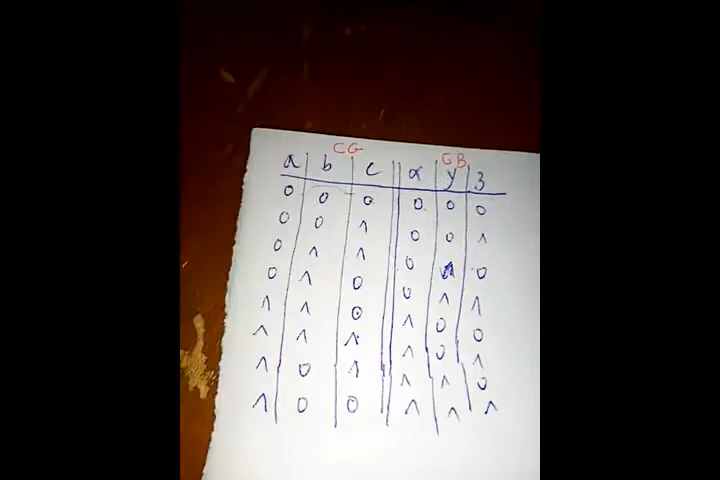 CG GB
a b c x y z
0 0 0 0 0 0
0 0 1 0 0 1
0 1 1 0 1 0
0 1 0 0 1 1
1 1 0 1 0 0
1 1 1 1 0 1
1 0 1 1 1 0
1 0 0 1 1 1